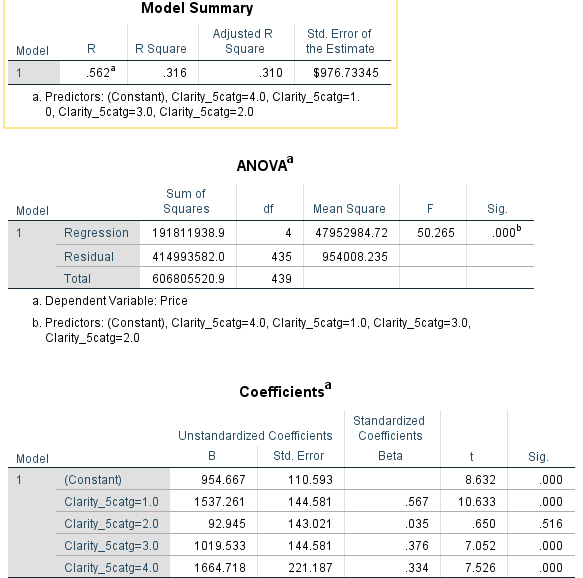 Model Summary
Model R R Square Adjusted R Square Std. Error of the Estimate
1 .562a .316 .310 $976.73345
a. Predictors: (Constant), Clarity_5catg=4.0, Clarity_5catg=1.
0, Clarity_5catg=3.0, Clarity_5catg=2.0
ANOVAa
Model Sum of Squares df Mean Square F Sig.
1 Regression 191811938.9 4 47952984.72 50.265 .000b
Residual 414993582.0 435 954008.235
Total 606805520.9 439
a. Dependent Variable: Price
b. Predictors: (Constant), Clarity_5catg=4.0, Clarity_5catg=1.0, Clarity_5catg=3.0,
Clarity_5catg=2.0
Coefficientsa
Unstandardized Coefficients Standardized Coefficients
Model B Std. Error Beta t Sig.
1 (Constant) 954.667 110.593 8.632 .000
Clarity_5catg=1.0 1537.261 144.581 .567 10.633 .000
Clarity_5catg=2.0 92.945 143.021 .035 .650 .516
Clarity_5catg=3.0 1019.533 144.581 .376 7.052 .000
Clarity_5catg=4.0 1664.718 221.187 .334 7.526 .000